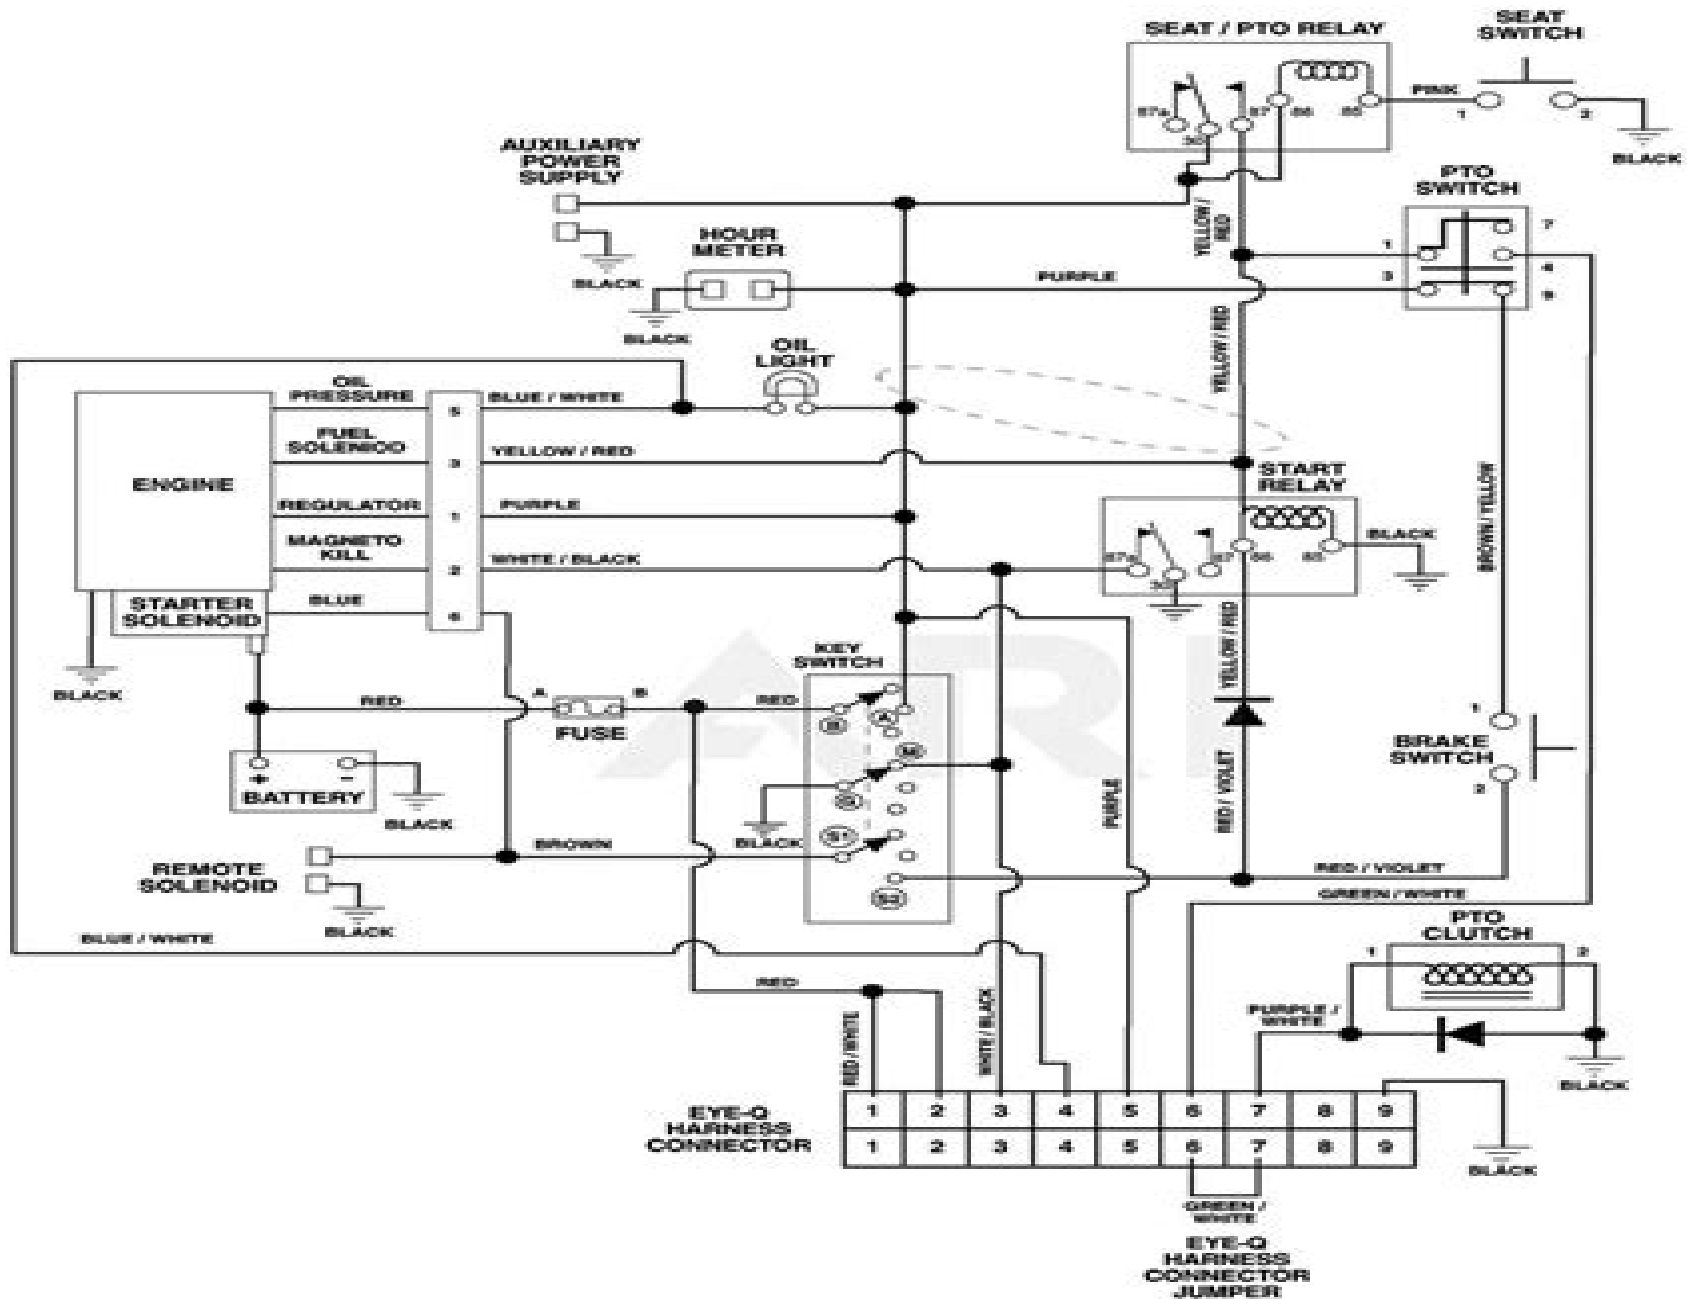 SEAT / PTO RELAY
SEAT
SWITCH
87a
30
87
86
85
PINK
1
2
BLACK
AUXILIARY
POWER
SUPPLY
BLACK
HOUR
METER
BLACK
PURPLE
YELLOW /
RED
PTO
SWITCH
1
3
7
9
YELLOW / RED
OIL
LIGHT
OIL
PRESSURE
5
BLUE / WHITE
FUEL
SOLENIOD
3
YELLOW / RED
ENGINE
REGULATOR
1
PURPLE
MAGNETO
KILL
2
WHITE / BLACK
STARTER
SOLENOID
BLUE
6
BLACK
START
RELAY
87a
30
87
86
85
BLACK
BROWN / YELLOW
YELLOW / RED
KEY
SWITCH
RED
A
B
FUSE
RED
B
A
M
G
S1
S2
BATTERY
+
-
BLACK
BLACK
REMOTE
SOLENOID
BLACK
BROWN
PURPLE
RED / VIOLET
1
BRAKE
SWITCH
2
RED / VIOLET
GREEN / WHITE
BLUE / WHITE
RED
RED / WHITE
WHITE / BLACK
PTO
CLUTCH
1
2
PURPLE /
WHITE
BLACK
EYE-Q
HARNESS
CONNECTOR
1 2 3 4 5 6 7 8 9
1 2 3 4 5 6 7 8 9
BLACK
GREEN /
WHITE
EYE-Q
HARNESS
CONNECTOR
JUMPER
ARI